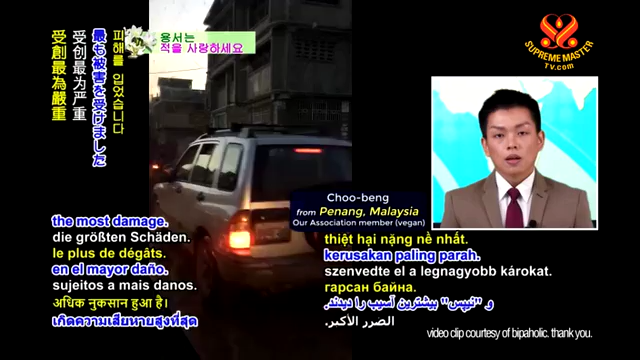 피해를 입었습니다
最も被害を受けました
受创最为严重
受創最為嚴重
용서는
적을 사랑하세요
SUPREME MASTER
TV.com
Choo-beng
from Penang, Malaysia
Our Association member (vegan)
the most damage.
die größten Schäden.
le plus de dégâts.
en el mayor daño.
sujeitos a mais danos.
अधिक नुकसान हुआ है।
เกิดความเสียหายสูงที่สุด
thiệt hại nặng nề nhất.
kerusakan paling parah.
szenvedte el a legnagyobb károkat.
гарсан байна.
و "نیپس" بیشترین آسیب را دیدند.
الضرر الأكبر.
video clip courtesy of bipaholic. thank you.